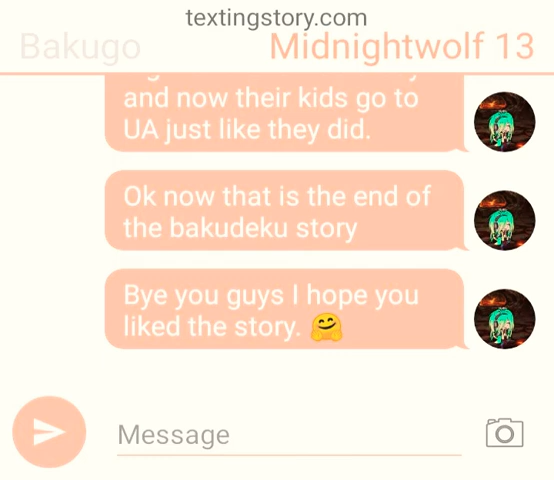 textingstory.com
Bakugo Midnightwolf 13
and now their kids go to
UA just like they did.
Ok now that is the end of
the bakudeku story
Bye you guys I hope you
liked the story. 🤗
Message